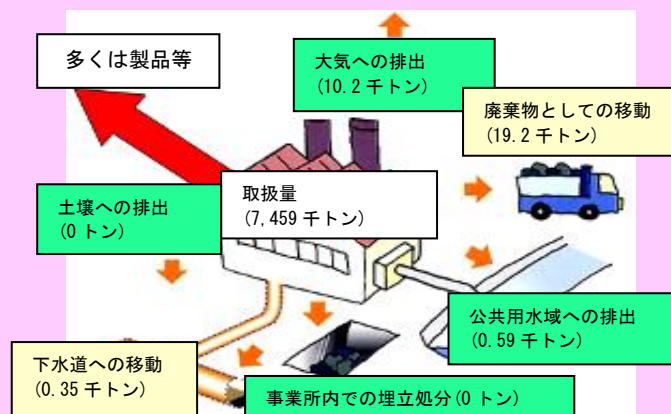 多くは製品等
大気への排出
(10.2 千トン)
廃棄物としての移動
(19.2 千トン)
土壌への排出
(0 トン)
取扱量
(7,459 千トン)
公共用水域への排出
(0.59 千トン)
下水道への移動
(0.35 千トン)
事業所内での埋立処分(0 トン)